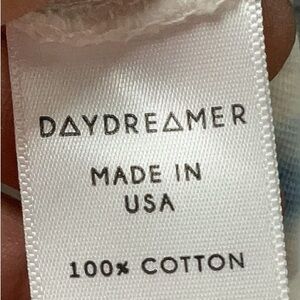 DAYDREAMER
MADE IN
USA
100% COTTON